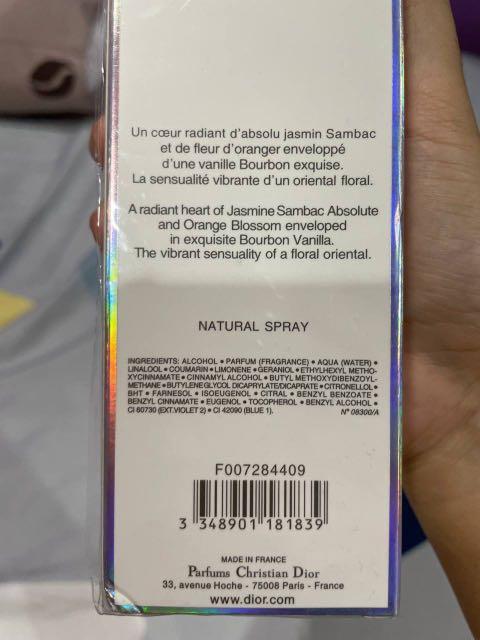 Un cœur radiant d'absolu jasmin Sambac
et de fleur d'oranger enveloppé
d'une vanille Bourbon exquise.
La sensualité vibrante d'un oriental floral.
A radiant heart of Jasmine Sambac Absolute
and Orange Blossom enveloped
in exquisite Bourbon Vanilla.
The vibrant sensuality of a floral oriental.
NATURAL SPRAY
INGREDIENTS: ALCOHOL • PARFUM (FRAGRANCE) • AQUA (WATER) •
LINALOOL • COUMARIN • LIMONENE • GERANIOL • ETHYLHEXYL METHO-
XYCINNAMATE • CINNAMYL ALCOHOL • BUTYL METHOXYDIBENZOYL-
METHANE • BUTYLENE GLYCOL DICAPRYLATE/DICAPRATE • CITRONELLOL •
BHT • FARNESOL • ISOEUGENOL • CITRAL • BENZYL BENZOATE •
BENZYL CINNAMATE • EUGENOL • TOCOPHEROL • BENZYL ALCOHOL •
CI 60730 (EXT.VIOLET 2) • CI 42090 (BLUE 1). N° 08300/A
F007284409
3 348901 181839
MADE IN FRANCE
Parfums Christian Dior
33, avenue Hoche - 75008 Paris - France
www.dior.com